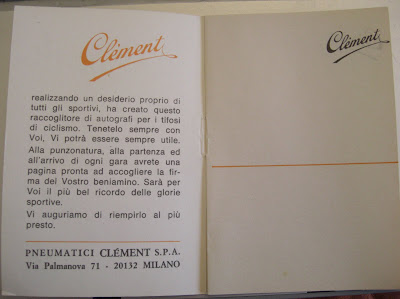 Clément
realizzando un desiderio proprio di
tutti gli sportivi, ha creato questo
raccoglitore di autografi per i tifosi
di ciclismo. Tenetelo sempre con
Voi, Vi potrà essere sempre utile.
Alla punzonatura, alla partenza ed
all'arrivo di ogni gara avrete una
pagina pronta ad accogliere la fir-
ma del Vostro beniamino. Sarà per
Voi il più bel ricordo delle glorie
sportive.
Vi auguriamo di riempirlo al più
presto.
PNEUMATICI CLÉMENT S.P.A.
Via Palmanova 71 - 20132 MILANO
Clément